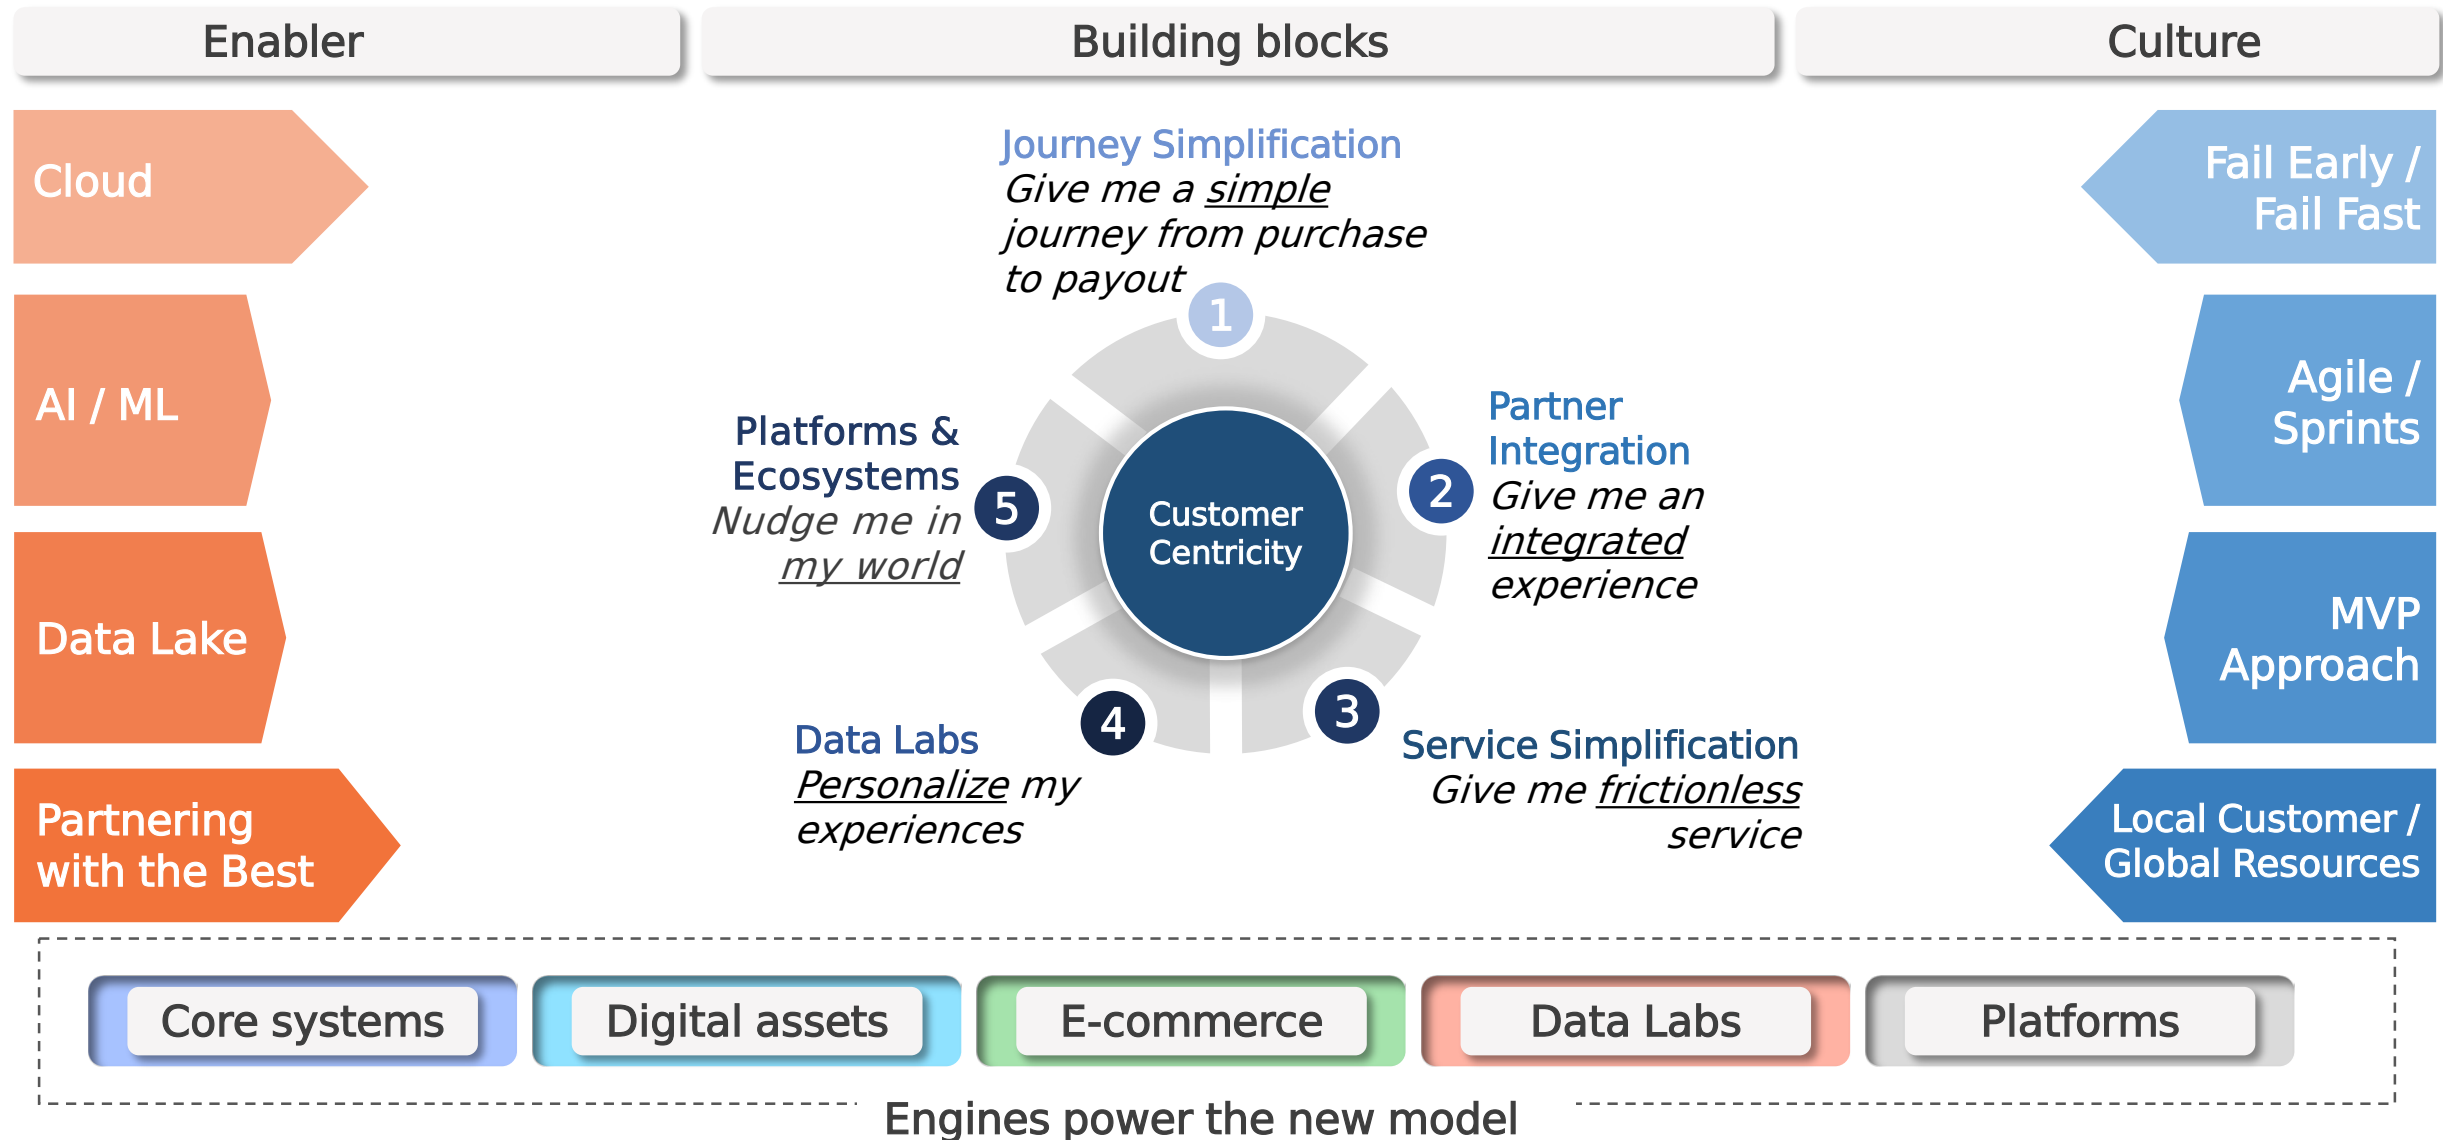 Enabler
Building blocks
Culture
Cloud
AI / ML
Data Lake
Partnering
with the Best
Journey Simplification
Give me a simple
journey from purchase
to payout
1
Partner
Integration
Give me an
integrated
experience
2
Service Simplification
Give me frictionless
service
3
Data Labs
Personalize my
experiences
4
Platforms &
Ecosystems
Nudge me in
my world
5
Customer
Centricity
Fail Early /
Fail Fast
Agile /
Sprints
MVP
Approach
Local Customer /
Global Resources
Core systems
Digital assets
E-commerce
Data Labs
Platforms
Engines power the new model